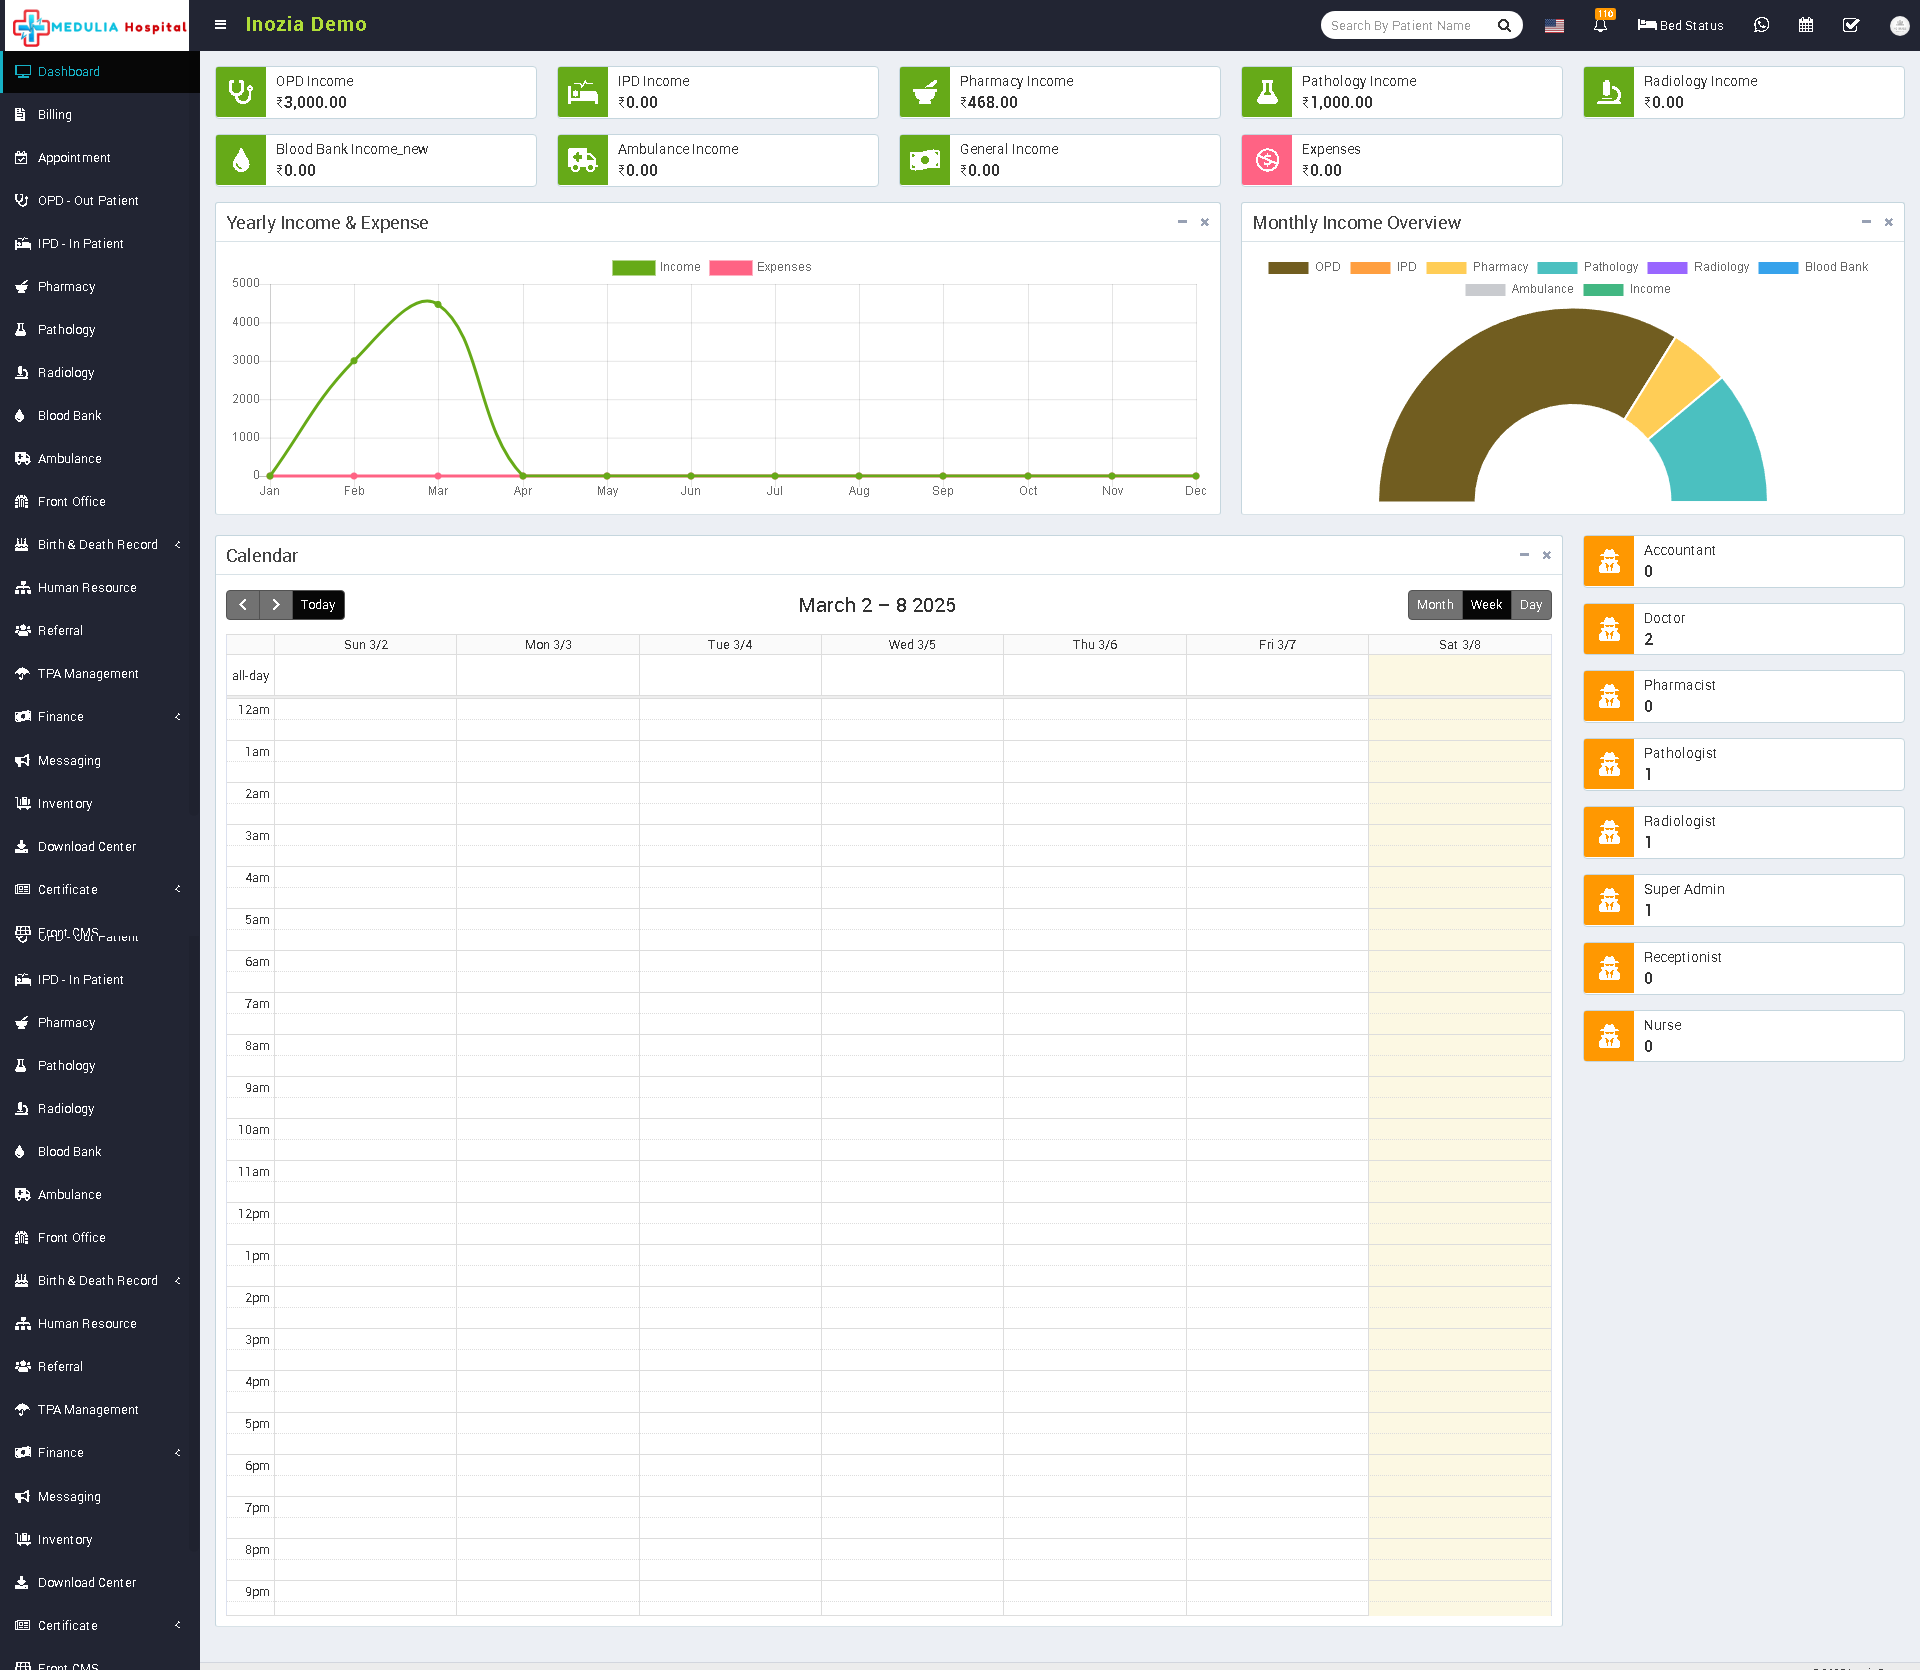 MEDULIA Hospital
Inozia Demo
Search By Patient Name
110
Bed Status
Dashboard
Billing
Appointment
OPD - Out Patient
IPD - In Patient
Pharmacy
Pathology
Radiology
Blood Bank
Ambulance
Front Office
Birth & Death Record
Human Resource
Referral
TPA Management
Finance
Messaging
Inventory
Download Center
Certificate
Front CMS
OPD - Out Patient
IPD - In Patient
Pharmacy
Pathology
Radiology
Blood Bank
Ambulance
Front Office
Birth & Death Record
Human Resource
Referral
TPA Management
Finance
Messaging
Inventory
Download Center
Certificate
Front CMS
OPD Income
₹3,000.00
IPD Income
₹0.00
Pharmacy Income
₹468.00
Pathology Income
₹1,000.00
Radiology Income
₹0.00
Blood Bank Income_new
₹0.00
Ambulance Income
₹0.00
General Income
₹0.00
Expenses
₹0.00
Yearly Income & Expense
Income Expenses
5000
4000
3000
2000
1000
0
Jan Feb Mar Apr May Jun Jul Aug Sep Oct Nov Dec
Monthly Income Overview
OPD IPD Pharmacy Pathology Radiology Blood Bank
Ambulance Income
Calendar
Today
March 2 – 8 2025
Month Week Day
Sun 3/2 Mon 3/3 Tue 3/4 Wed 3/5 Thu 3/6 Fri 3/7 Sat 3/8
all-day
12am
1am
2am
3am
4am
5am
6am
7am
8am
9am
10am
11am
12pm
1pm
2pm
3pm
4pm
5pm
6pm
7pm
8pm
9pm
Accountant
0
Doctor
2
Pharmacist
0
Pathologist
1
Radiologist
1
Super Admin
1
Receptionist
0
Nurse
0